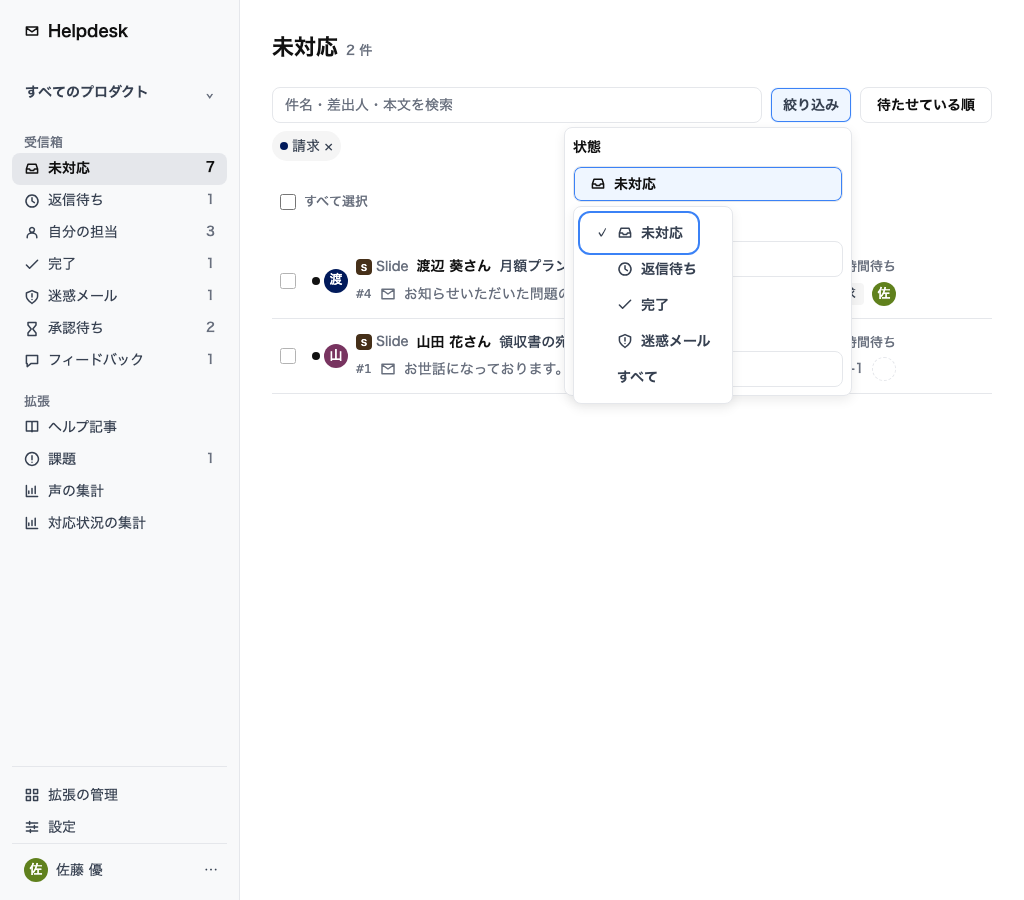 Helpdesk
すべてのプロダクト
受信箱
未対応 7
返信待ち 1
自分の担当 3
完了 1
迷惑メール 1
承認待ち 2
フィードバック 1
拡張
ヘルプ記事
課題 1
声の集計
対応状況の集計
拡張の管理
設定
佐 佐藤 優 ···
未対応 2 件
件名・差出人・本文を検索 絞り込み 待たせている順
請求 ×
すべて選択
渡 S Slide 渡辺 葵さん 月額プラン 時間待ち
#4 お知らせいただいた問題の 佐
山 S Slide 山田 花さん 領収書の宛 時間待ち
#1 お世話になっております。 -1
状態
未対応
✓ 未対応
返信待ち
完了
迷惑メール
すべて